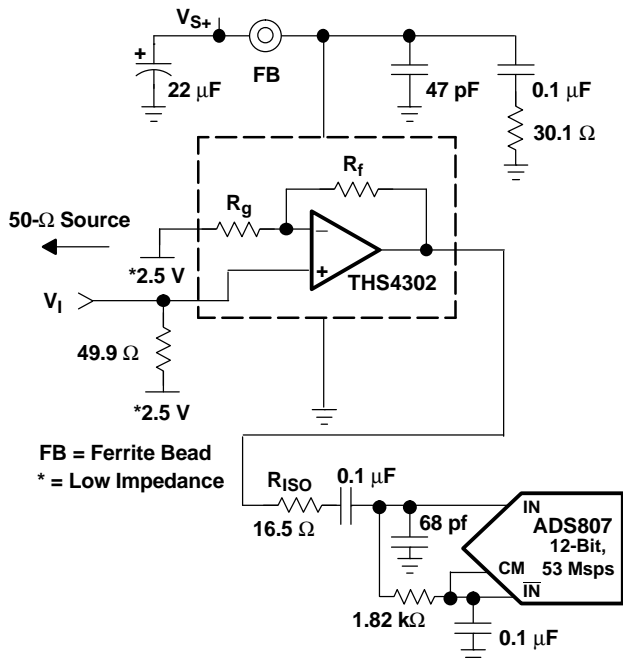 VS+
+
22 μF
FB
47 pF
0.1 μF
30.1 Ω
Rf
Rg
50-Ω Source
*2.5 V
−
+
THS4302
VI
49.9 Ω
*2.5 V
FB = Ferrite Bead
* = Low Impedance
RISO
16.5 Ω
0.1 μF
68 pf
IN
ADS807
12-Bit,
53 Msps
CM
IN
1.82 kΩ
0.1 μF